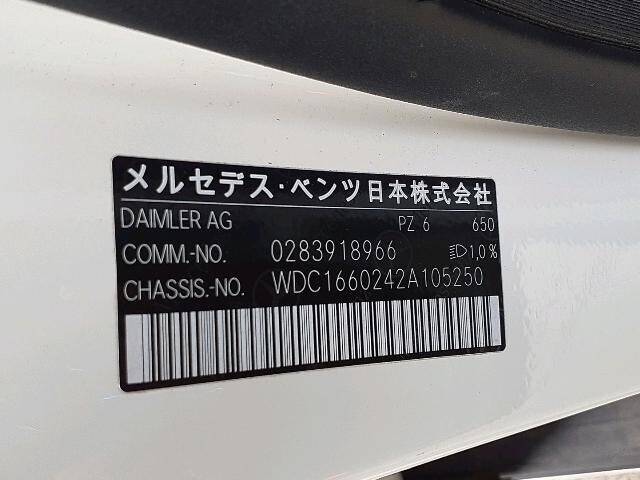 メルセデス・ベンツ日本株式会社
DAIMLER AG PZ 6 650
COMM.-NO. 0283918966 1,0%
CHASSIS.-NO. WDC1660242A105250